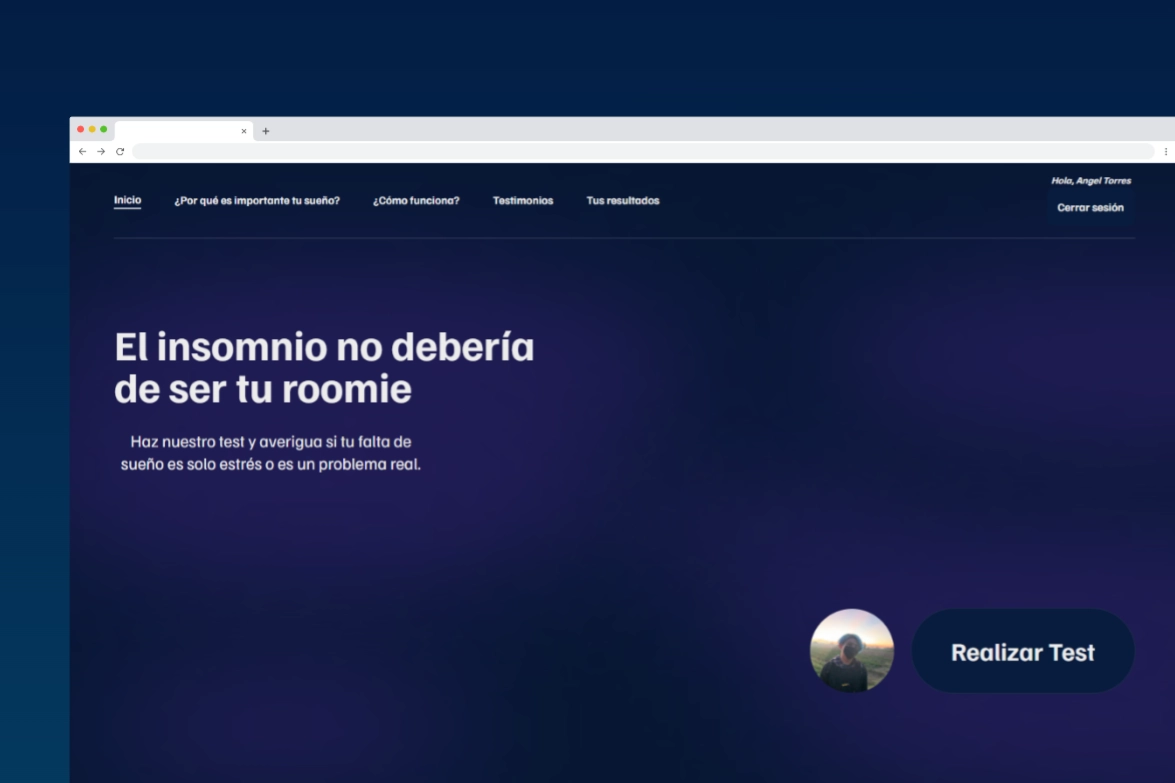 Hola, Angel Torres
Inicio ¿Por qué es importante tu sueño? ¿Cómo funciona? Testimonios Tus resultados
Cerrar sesión
El insomnio no debería
de ser tu roomie
Haz nuestro test y averigua si tu falta de
sueño es solo estrés o es un problema real.
Realizar Test